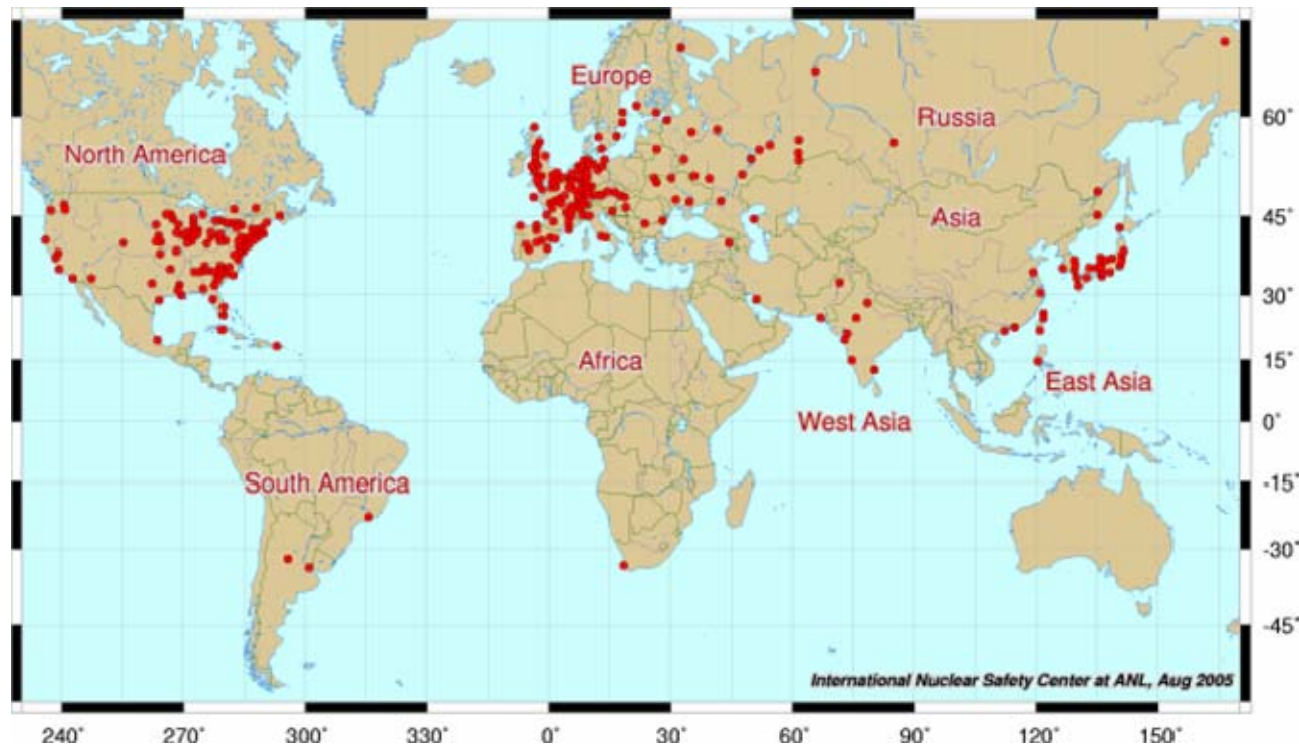 Europe
60°
Russia
North America
45°
Asia
30°
Africa
15°
East Asia
West Asia
0°
South America
-15°
-30°
-45°
International Nuclear Safety Center at ANL, Aug 2005
240° 270° 300° 330° 0° 30° 60° 90° 120° 150°